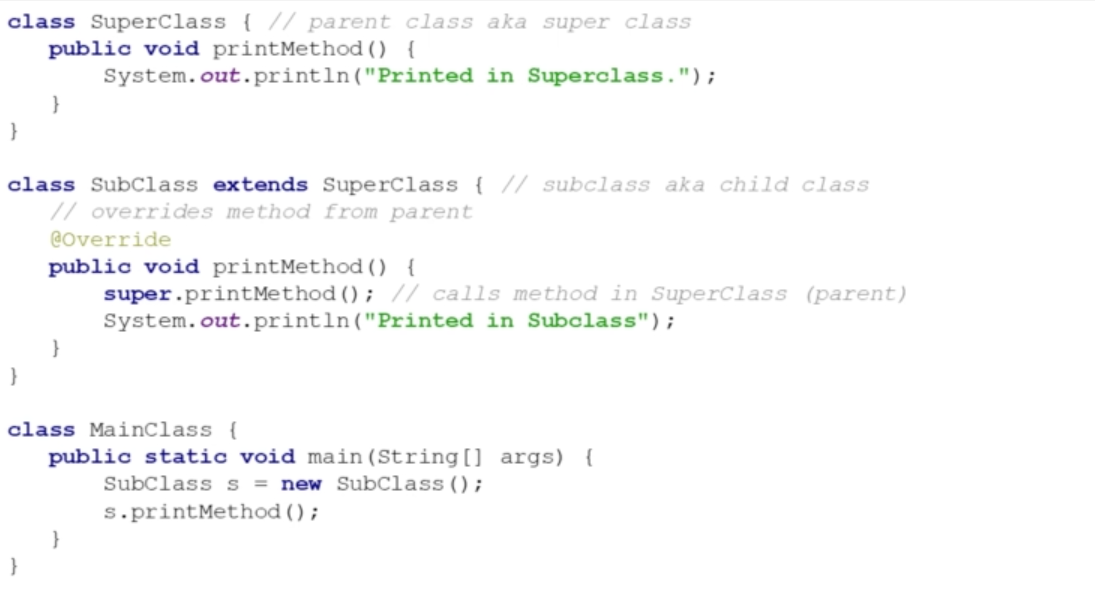 class SuperClass { // parent class aka super class
public void printMethod() {
System.out.println("Printed in Superclass.");
}
}
class SubClass extends SuperClass { // subclass aka child class
// overrides method from parent
@Override
public void printMethod() {
super.printMethod(); // calls method in SuperClass (parent)
System.out.println("Printed in Subclass");
}
}
class MainClass {
public static void main(String[] args) {
SubClass s = new SubClass();
s.printMethod();
}
}